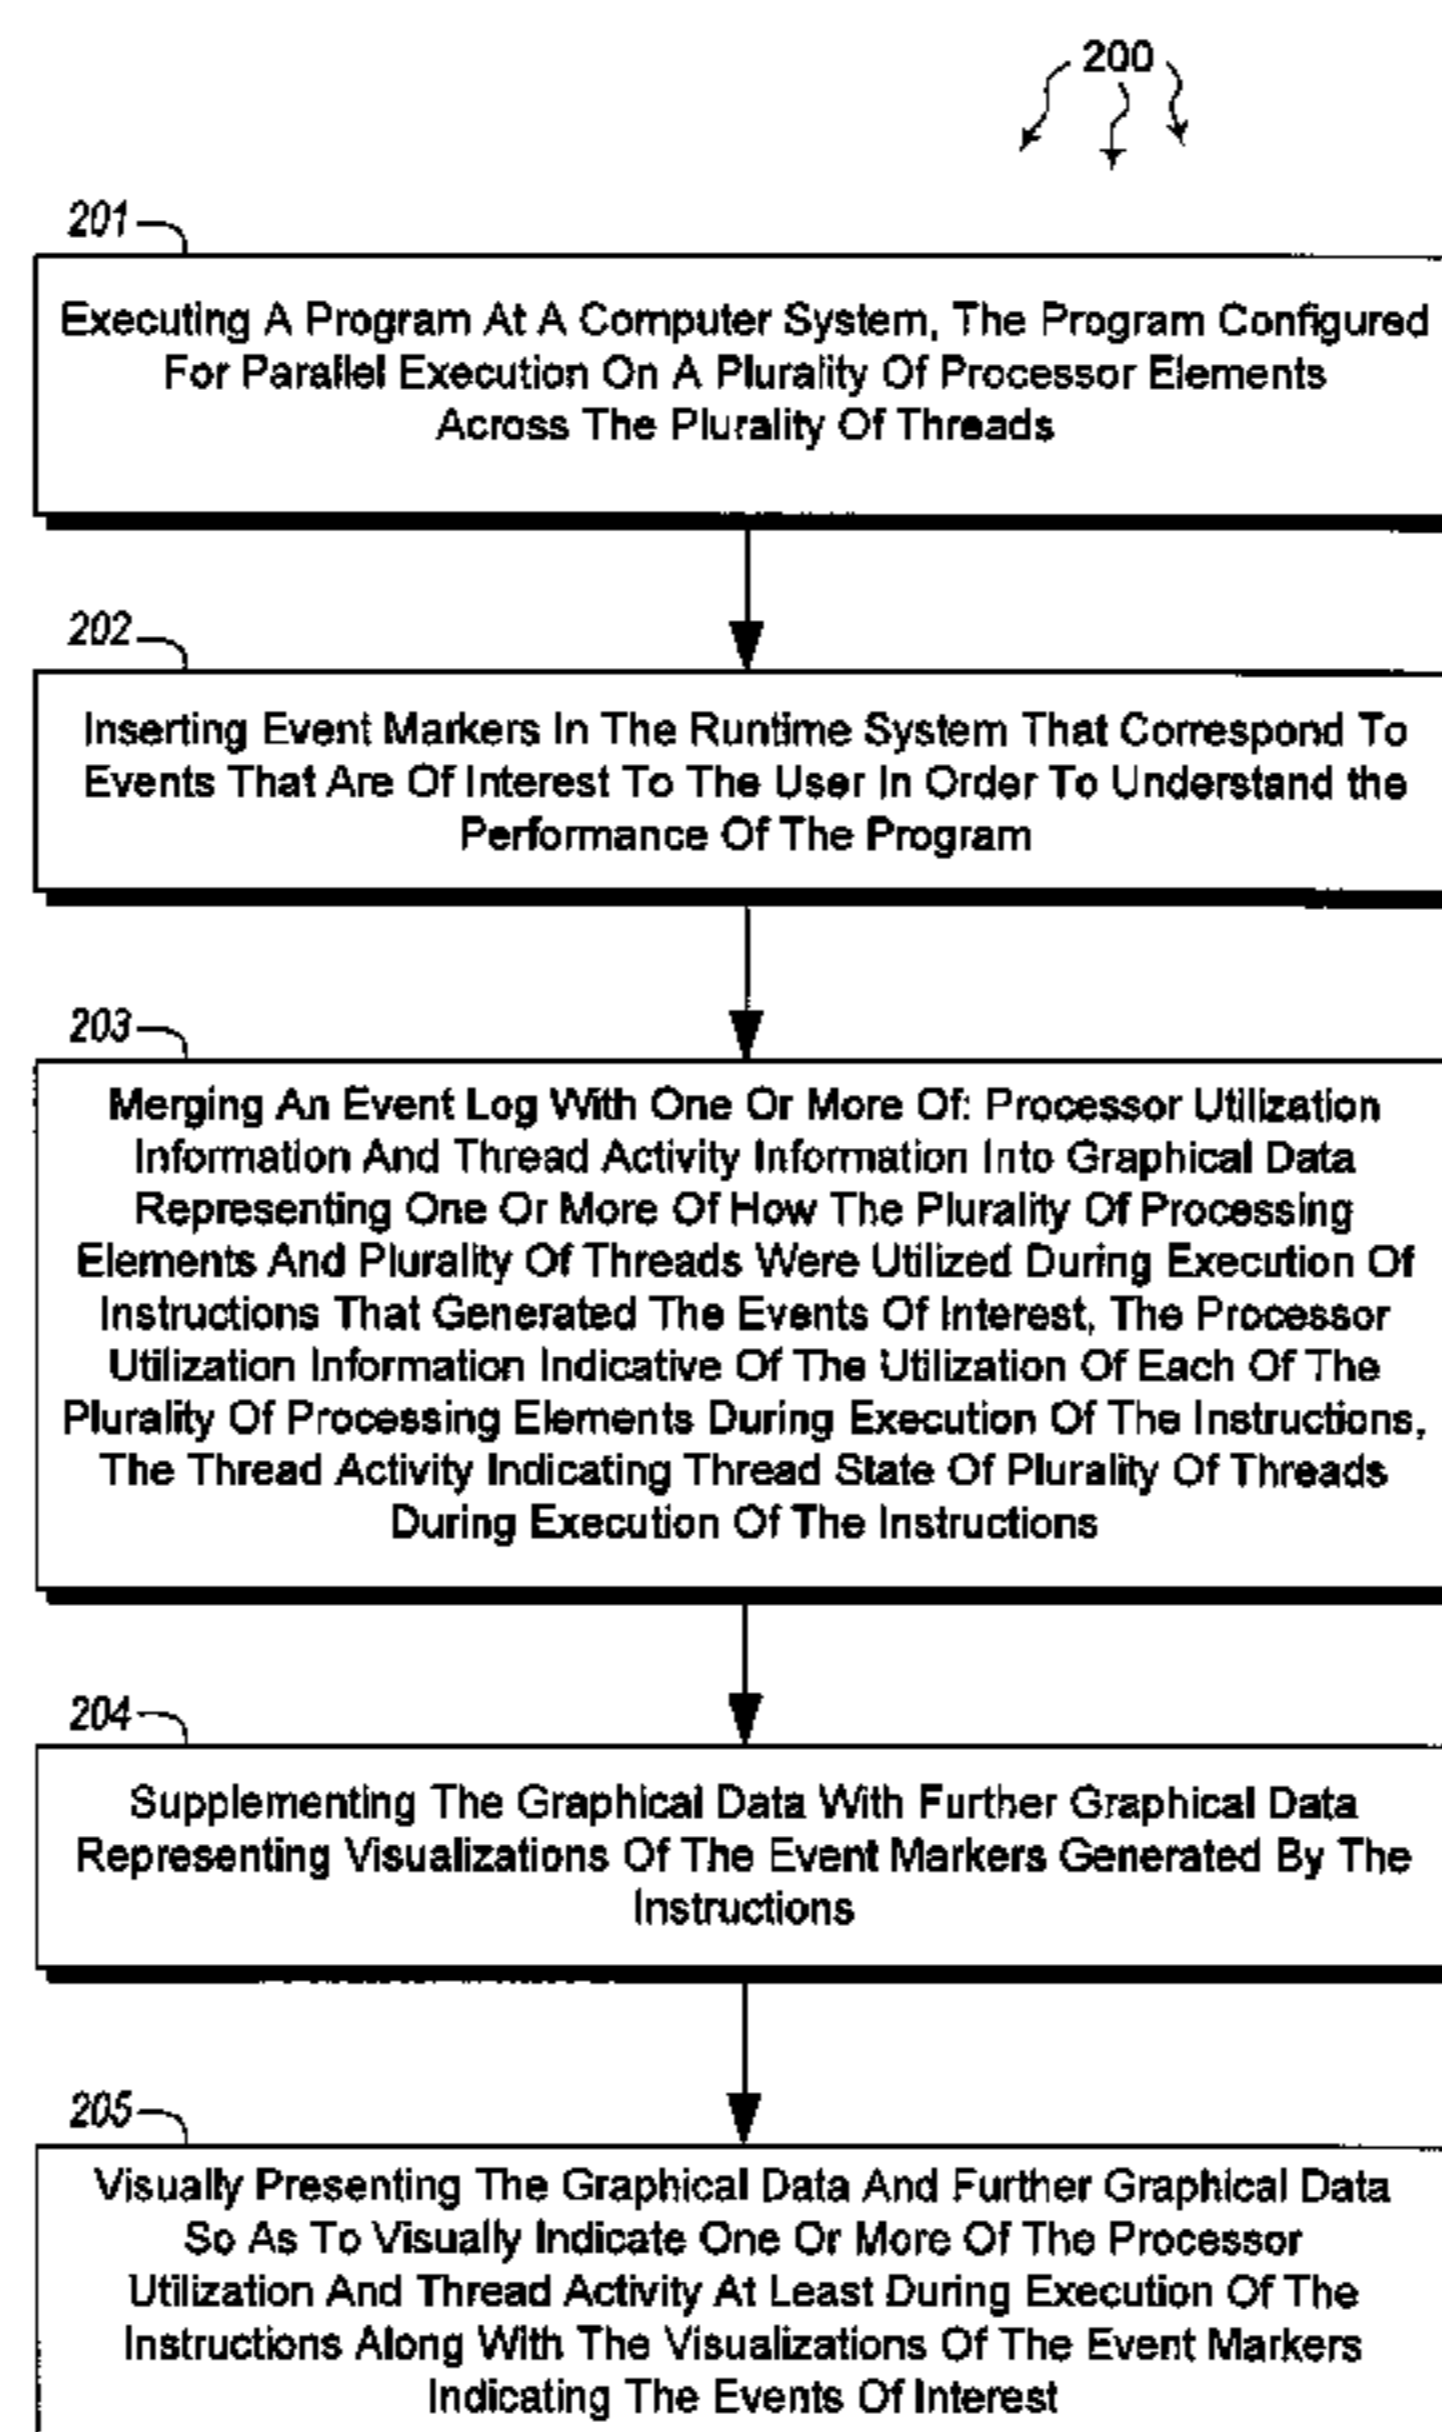 200
201
Executing A Program At A Computer System, The Program Configured
For Parallel Execution On A Plurality Of Processor Elements
Across The Plurality Of Threads
202
Inserting Event Markers In The Runtime System That Correspond To
Events That Are Of Interest To The User In Order To Understand the
Performance Of The Program
203
Merging An Event Log With One Or More Of: Processor Utilization
Information And Thread Activity Information Into Graphical Data
Representing One Or More Of How The Plurality Of Processing
Elements And Plurality Of Threads Were Utilized During Execution Of
Instructions That Generated The Events Of Interest, The Processor
Utilization Information Indicative Of The Utilization Of Each Of The
Plurality Of Processing Elements During Execution Of The Instructions,
The Thread Activity Indicating Thread State Of Plurality Of Threads
During Execution Of The Instructions
204
Supplementing The Graphical Data With Further Graphical Data
Representing Visualizations Of The Event Markers Generated By The
Instructions
205
Visually Presenting The Graphical Data And Further Graphical Data
So As To Visually Indicate One Or More Of The Processor
Utilization And Thread Activity At Least During Execution Of The
Instructions Along With The Visualizations Of The Event Markers
Indicating The Events Of Interest